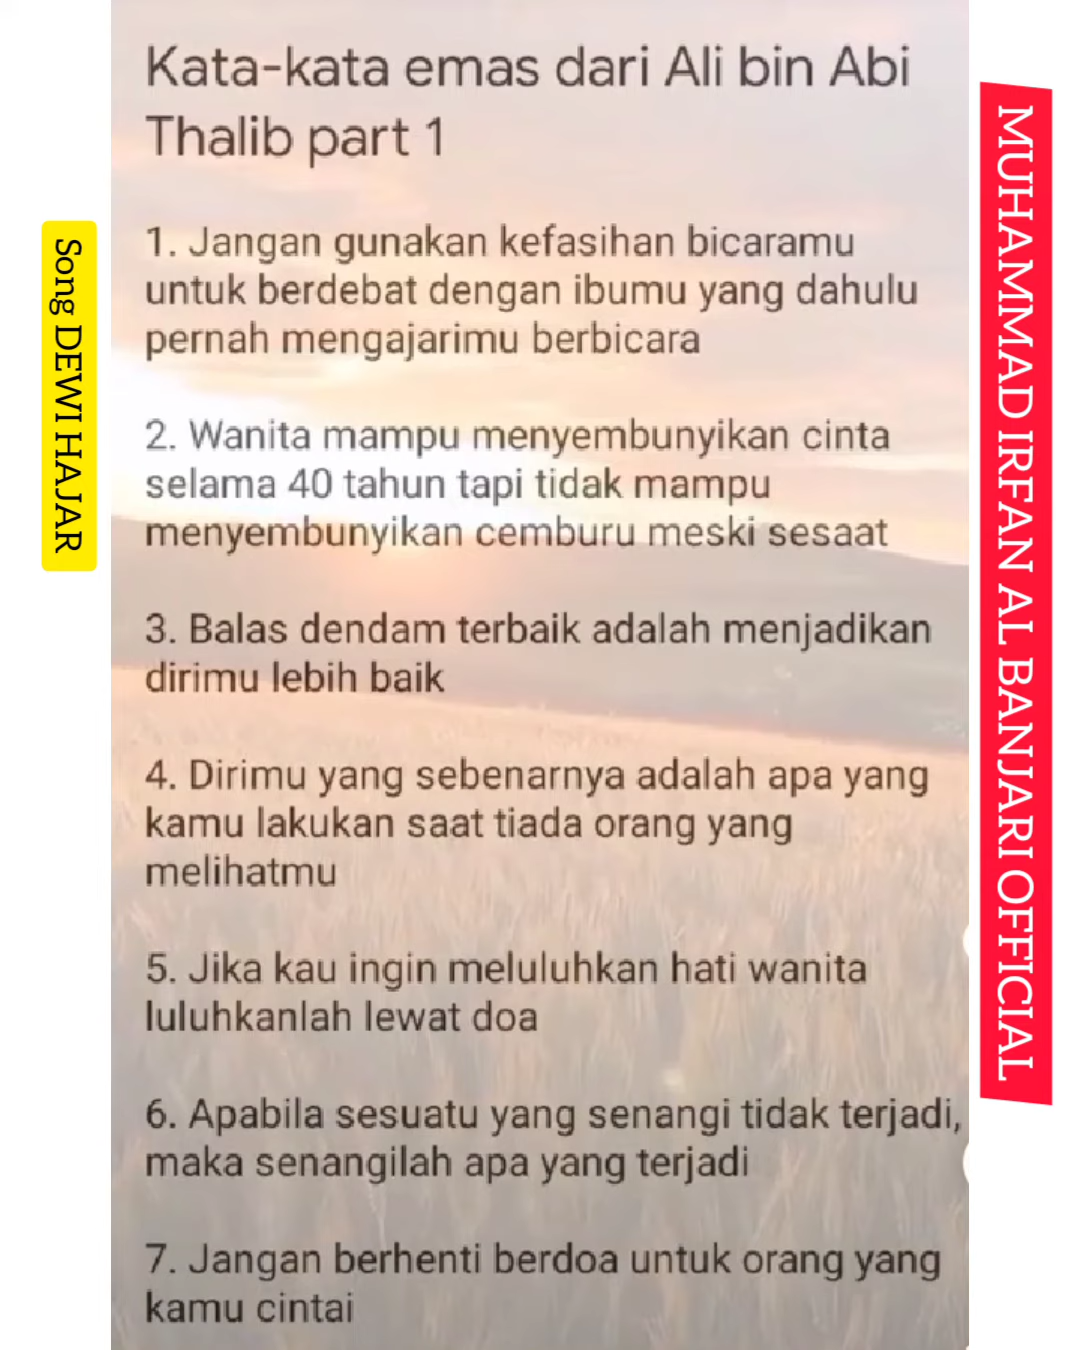 Kata-kata emas dari Ali bin Abi
Thalib part 1
1. Jangan gunakan kefasihan bicaramu
untuk berdebat dengan ibumu yang dahulu
pernah mengajarimu berbicara
2. Wanita mampu menyembunyikan cinta
selama 40 tahun tapi tidak mampu
menyembunyikan cemburu meski sesaat
3. Balas dendam terbaik adalah menjadikan
dirimu lebih baik
4. Dirimu yang sebenarnya adalah apa yang
kamu lakukan saat tiada orang yang
melihatmu
5. Jika kau ingin meluluhkan hati wanita
luluhkanlah lewat doa
6. Apabila sesuatu yang senangi tidak terjadi,
maka senangilah apa yang terjadi
7. Jangan berhenti berdoa untuk orang yang
kamu cintai
Song DEWI HAJAR
MUHAMMAD IRFAN AL BANJARI OFFICIAL